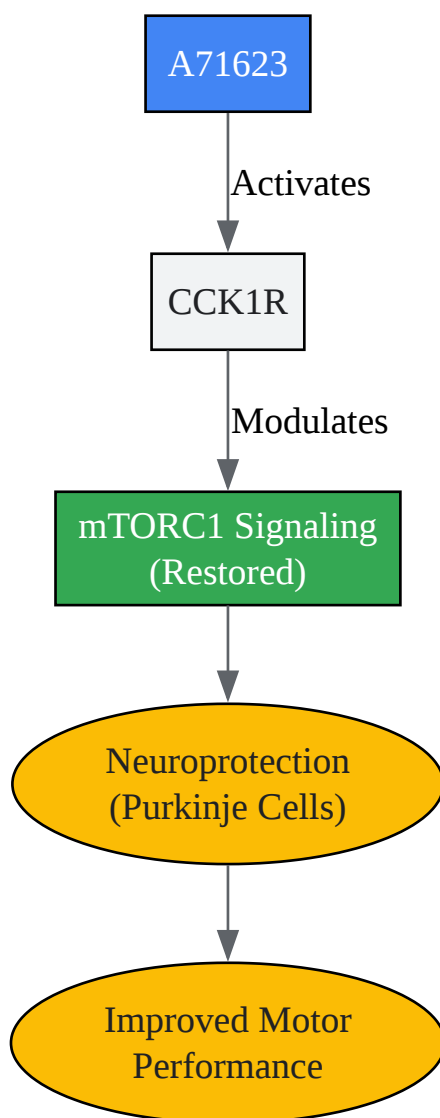 A71623
Activates
CCK1R
Modulates
mTORC1 Signaling
(Restored)
Neuroprotection
(Purkinje Cells)
Improved Motor
Performance